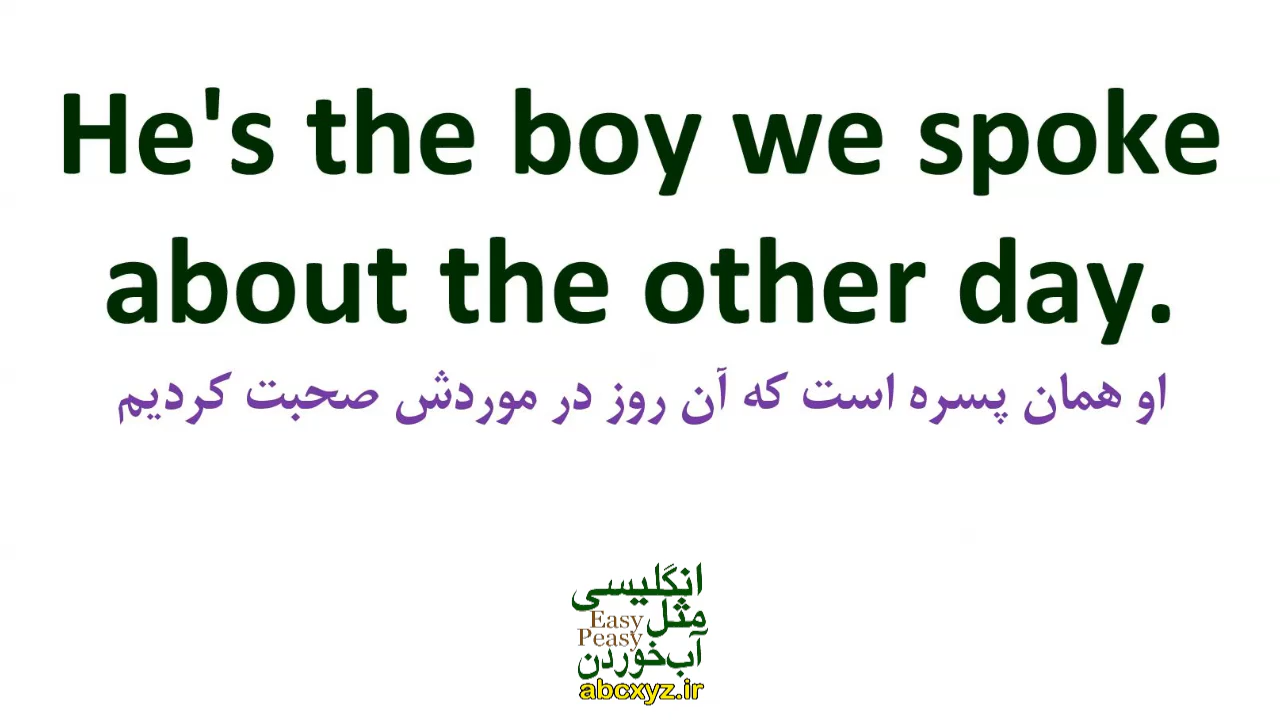 He's the boy we spoke
about the other day.
او همان پسره است که آن روز در موردش صحبت کردیم
انگلیسی
مثل Easy
Peasy
آب‌خوردن
abcxyz.ir